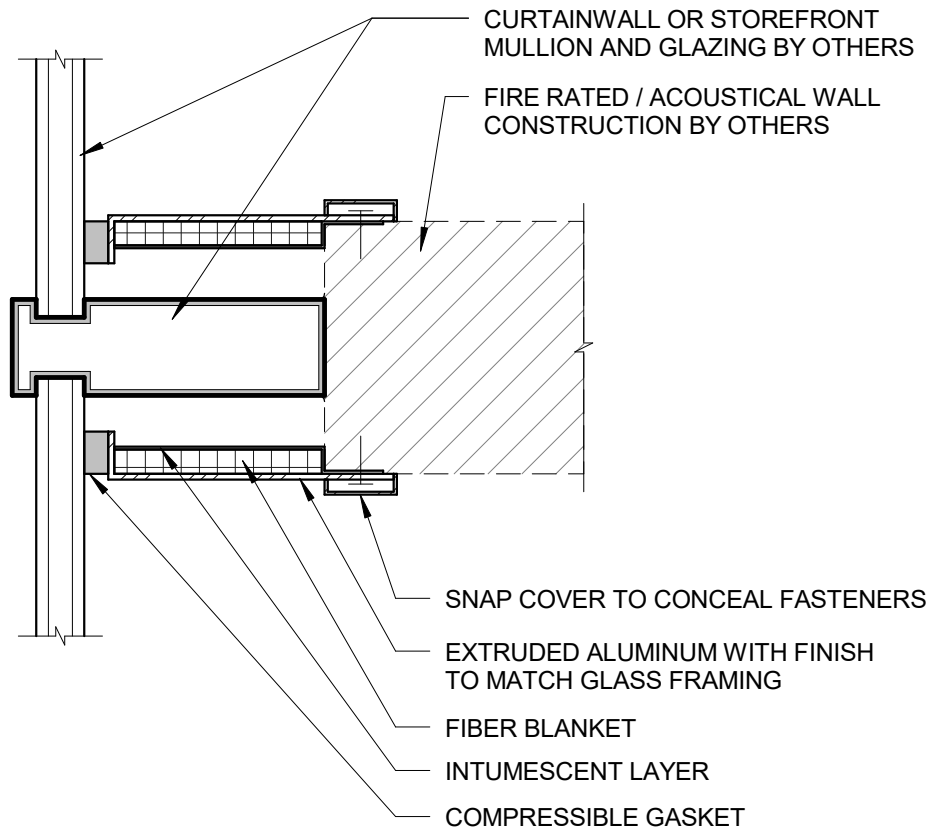 CURTAINWALL OR STOREFRONT
MULLION AND GLAZING BY OTHERS
FIRE RATED / ACOUSTICAL WALL
CONSTRUCTION BY OTHERS
SNAP COVER TO CONCEAL FASTENERS
EXTRUDED ALUMINUM WITH FINISH
TO MATCH GLASS FRAMING
FIBER BLANKET
INTUMESCENT LAYER
COMPRESSIBLE GASKET